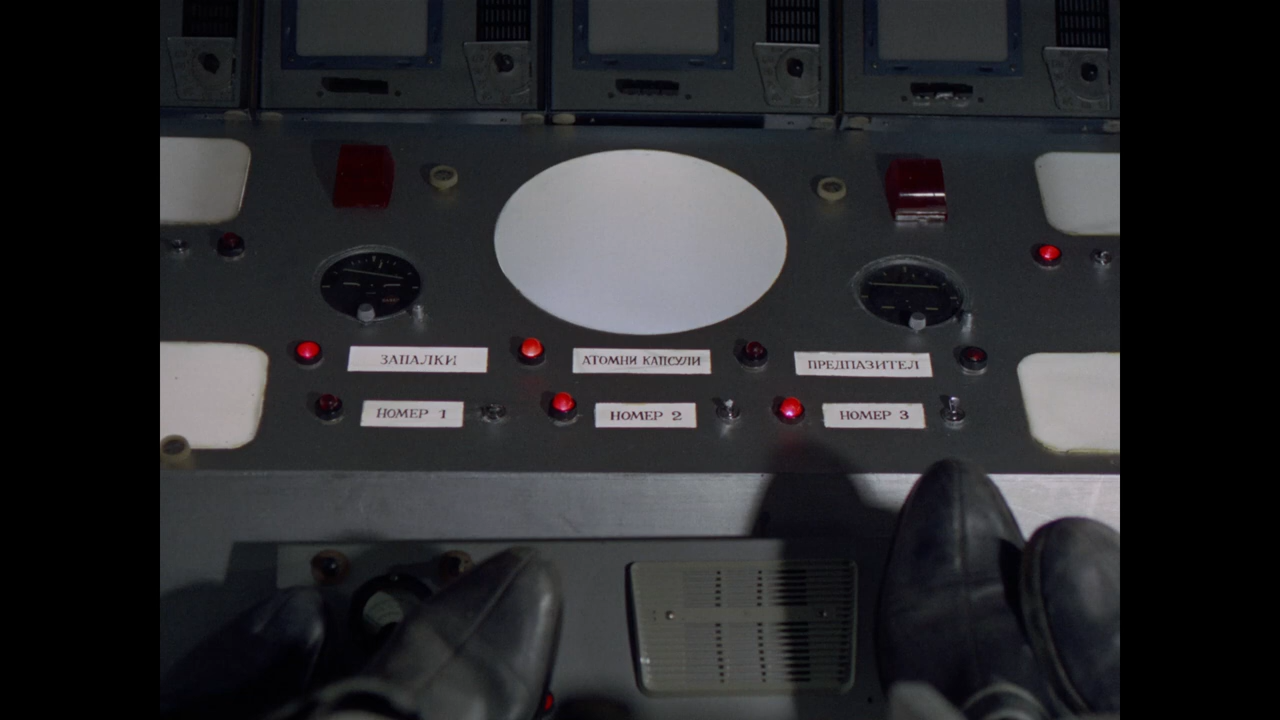 ЗАПАЛКИ
АТОМНИ КАПСУЛИ
ПРЕДПАЗИТЕЛ
НОМЕР 1
НОМЕР 2
НОМЕР 3